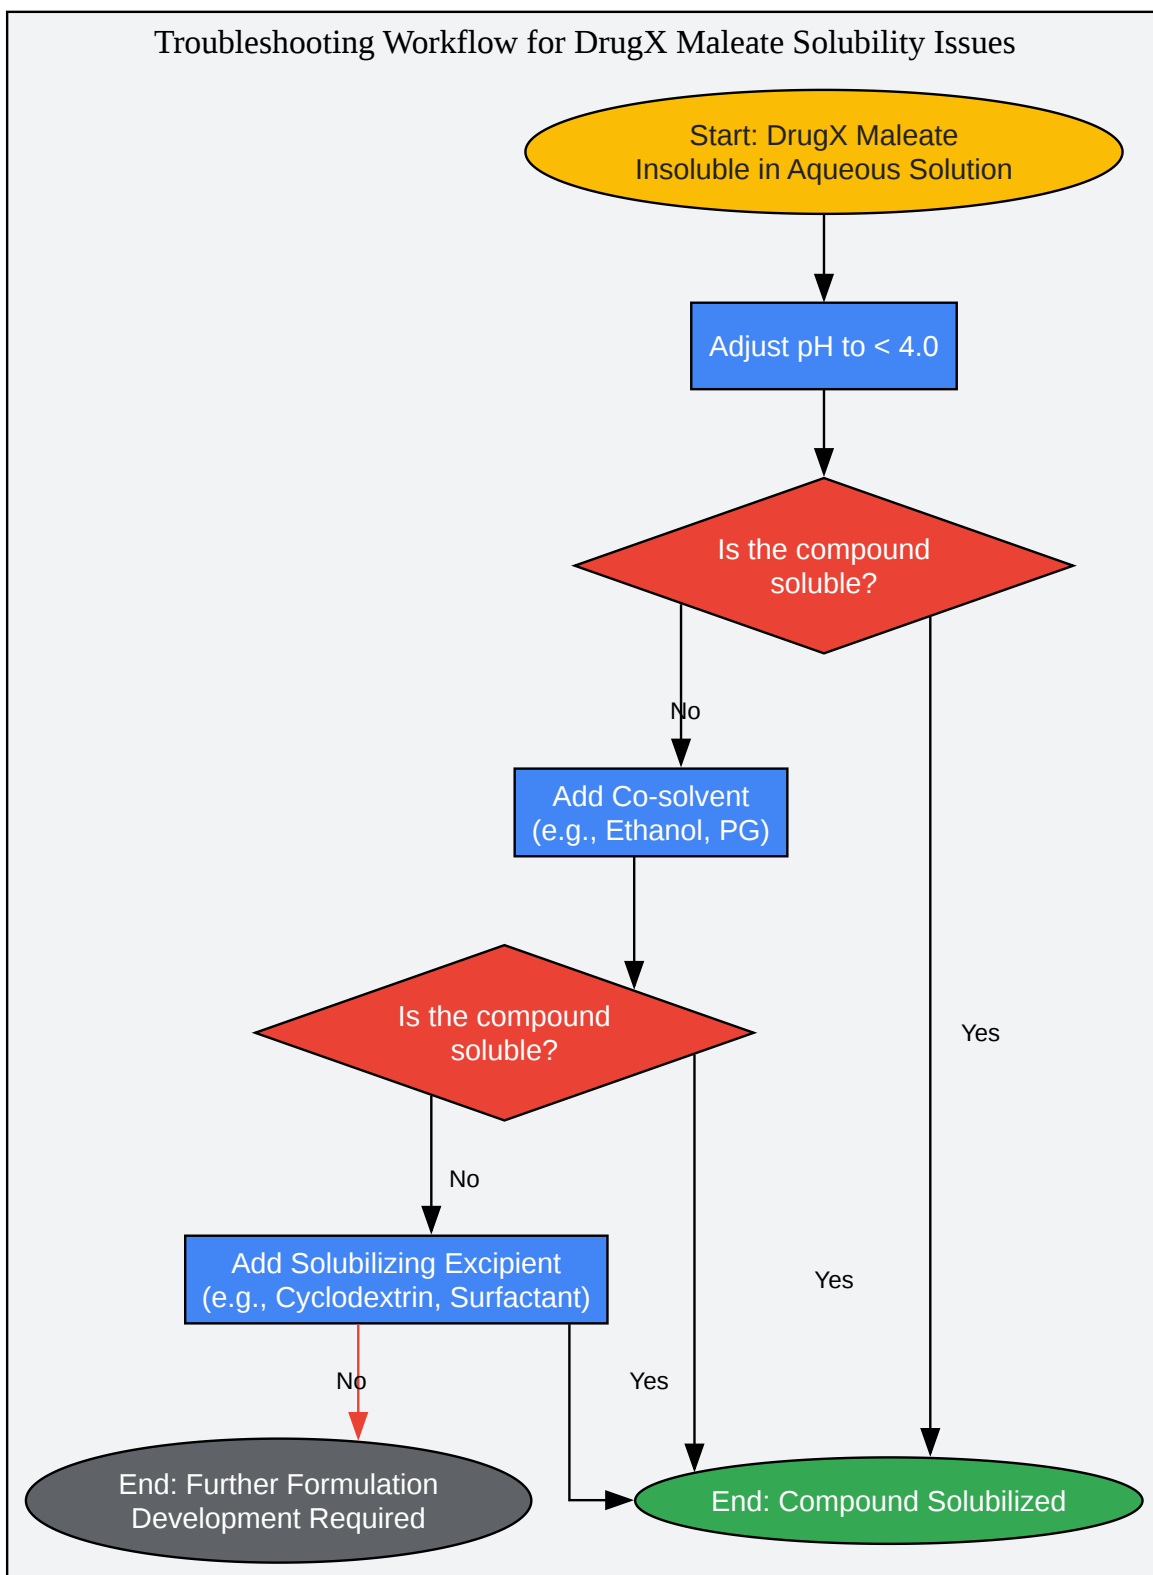 Troubleshooting Workflow for DrugX Maleate Solubility Issues
Start: DrugX Maleate
Insoluble in Aqueous Solution
Adjust pH to < 4.0
Is the compound
soluble?
No
Add Co-solvent
(e.g., Ethanol, PG)
Is the compound
soluble?
Yes
No
Add Solubilizing Excipient
(e.g., Cyclodextrin, Surfactant)
Yes
No
Yes
End: Further Formulation
Development Required
End: Compound Solubilized